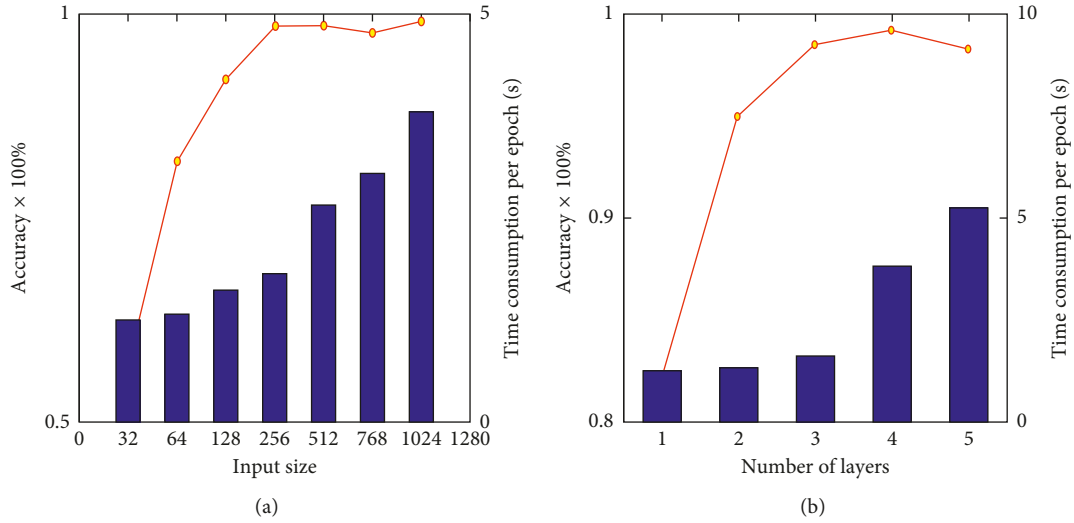 1
0.5
Accuracy × 100%
5
0
Time consumption per epoch (s)
0 32 64 128 256 512 768 1024 1280
Input size
(a)
1
0.9
0.8
Accuracy × 100%
10
5
0
Time consumption per epoch (s)
1 2 3 4 5
Number of layers
(b)